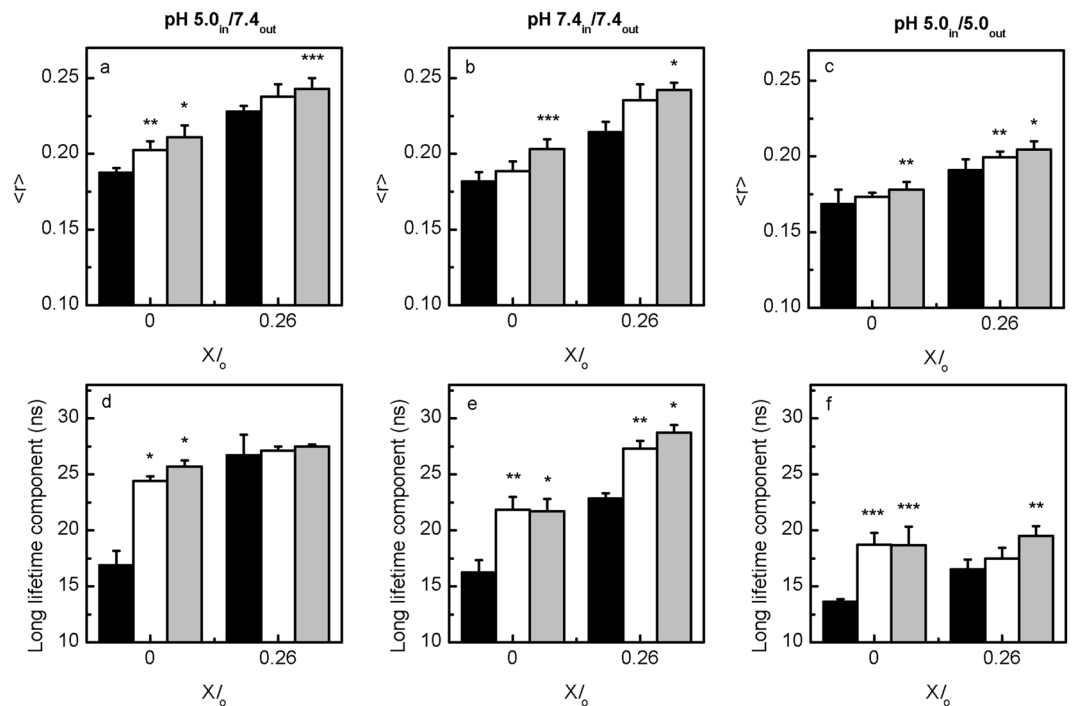 pH 5.0in/7.4out
pH 7.4in/7.4out
pH 5.0in/5.0out
a
***
**
*
0.25
0.20
0.15
0.10
<r>
0
0.26
X/o
b
*
***
0.25
0.20
0.15
0.10
<r>
0
0.26
X/o
c
**
*
**
0.25
0.20
0.15
0.10
<r>
0
0.26
X/o
d
*
*
30
25
20
15
10
Long lifetime component (ns)
0
0.26
X/o
e
*
**
**
*
30
25
20
15
10
Long lifetime component (ns)
0
0.26
X/o
f
***
***
**
30
25
20
15
10
Long lifetime component (ns)
0
0.26
X/o